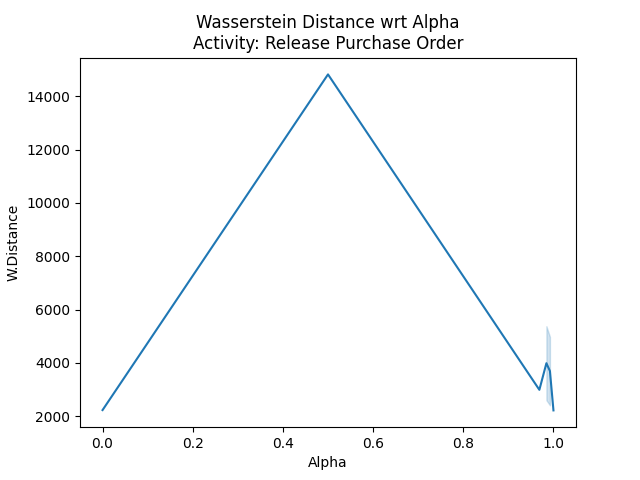 Wasserstein Distance wrt Alpha
Activity: Release Purchase Order
14000
12000
10000
8000
6000
4000
2000
W.Distance
0.0 0.2 0.4 0.6 0.8 1.0
Alpha